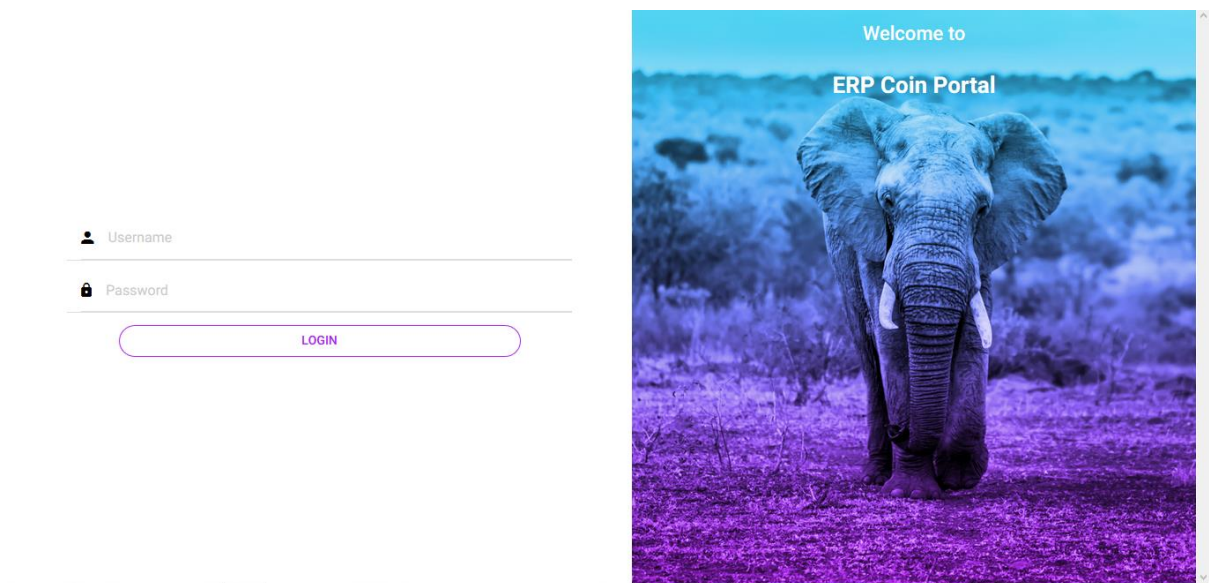 Username
Password
LOGIN
Welcome to
ERP Coin Portal